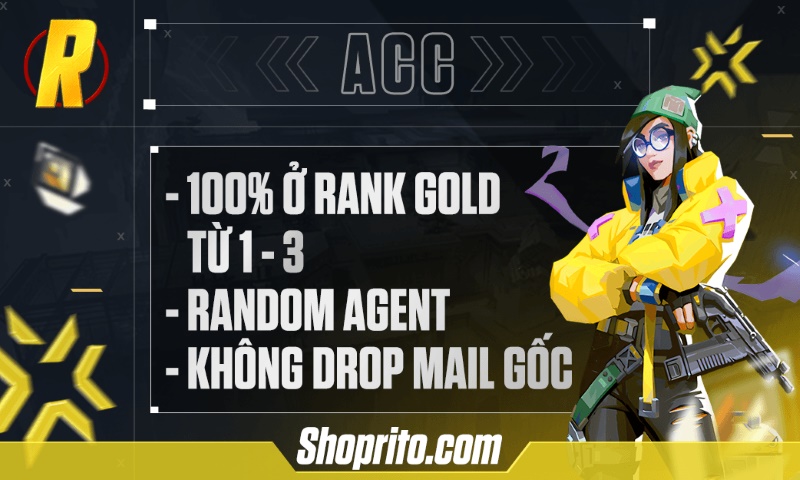 R
ACC
- 100% Ở RANK GOLD
TỪ 1 - 3
- RANDOM AGENT
- KHÔNG DROP MAIL GỐC
Shoprito.com